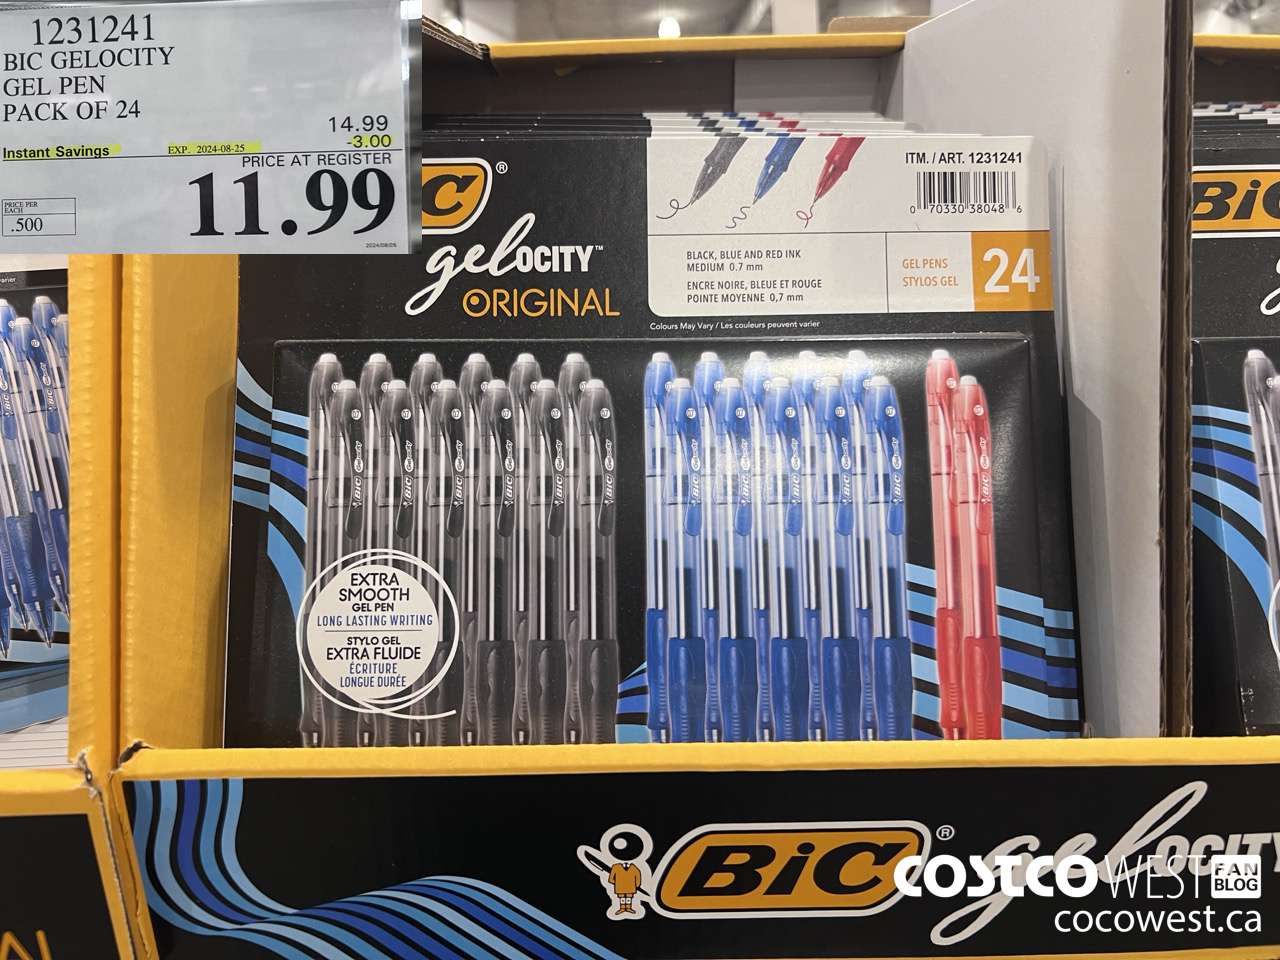 1231241
BIC GELOCITY
GEL PEN
PACK OF 24
14.99
Instant Savings EXP. 2024-08-25 -3.00
PRICE AT REGISTER
11.99
PRICE PER
EACH
.500
2024/08/05
BiC®
gelocity™
ORIGINAL
ITM. / ART. 1231241
0 70330 38048 6
BLACK, BLUE AND RED INK
MEDIUM 0.7 mm
ENCRE NOIRE, BLEUE ET ROUGE
POINTE MOYENNE 0,7 mm
GEL PENS
STYLOS GEL
24
Colours May Vary / Les couleurs peuvent varier
EXTRA
SMOOTH
GEL PEN
LONG LASTING WRITING
STYLO GEL
EXTRA FLUIDE
ÉCRITURE
LONGUE DURÉE
BiC
BiC® gelocity
COSTCO WEST FAN BLOG
cocowest.ca